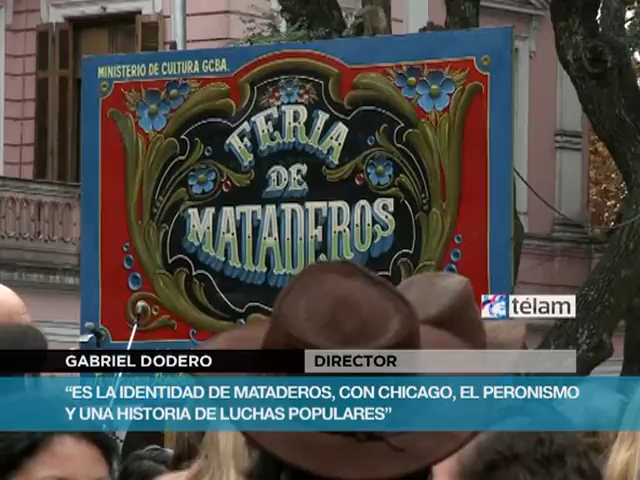 MINISTERIO DE CULTURA GCBA.
FERIA
DE
MATADEROS
télam
GABRIEL DODERO
DIRECTOR
“ES LA IDENTIDAD DE MATADEROS, CON CHICAGO, EL PERONISMO
Y UNA HISTORIA DE LUCHAS POPULARES”